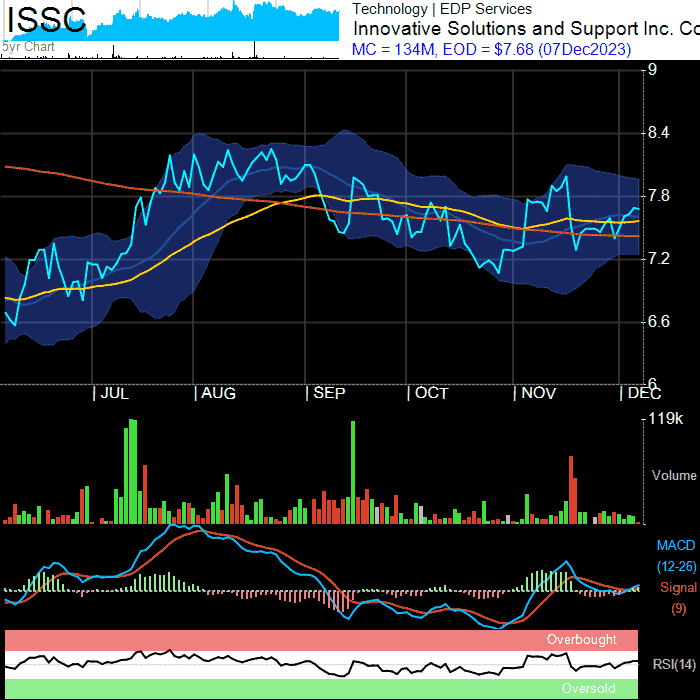 ISSC
5yr Chart
Technology | EDP Services
Innovative Solutions and Support Inc. Co
MC = 134M, EOD = $7.68 (07Dec2023)
9
8.4
7.8
7.2
6.6
6
JUL AUG SEP OCT NOV DEC
119k
Volume
MACD
(12-26)
Signal
(9)
Overbought
RSI(14)
Oversold